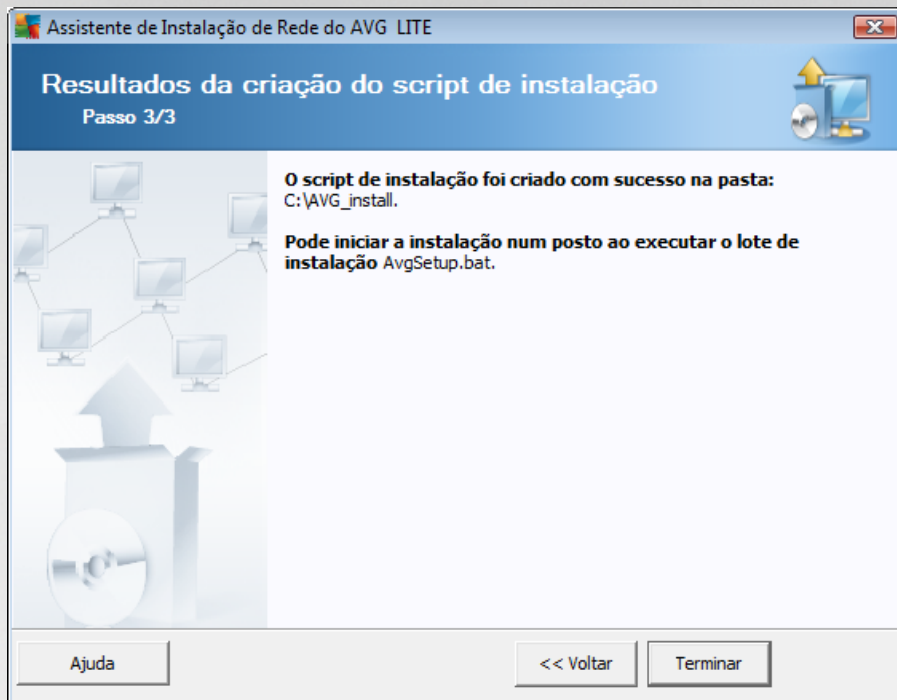 Assistente de Instalação de Rede do AVG LITE
Resultados da criação do script de instalação
Passo 3/3
O script de instalação foi criado com sucesso na pasta:
C:\AVG_install.
Pode iniciar a instalação num posto ao executar o lote de
instalação AvgSetup.bat.
Ajuda
<< Voltar
Terminar